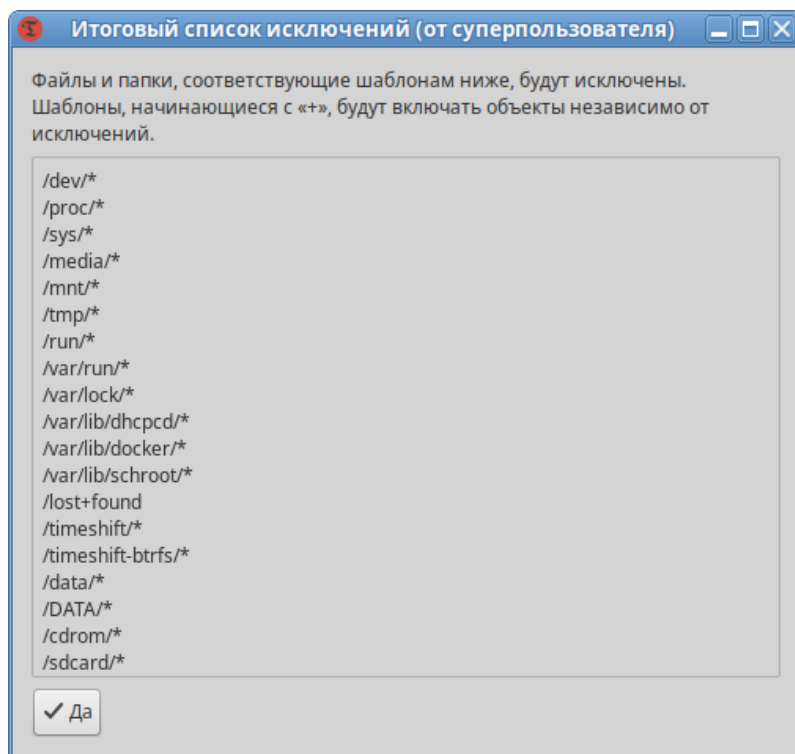 Итоговый список исключений (от суперпользователя)
Файлы и папки, соответствующие шаблонам ниже, будут исключены.
Шаблоны, начинающиеся с «+», будут включать объекты независимо от
исключений.
/dev/*
/proc/*
/sys/*
/media/*
/mnt/*
/tmp/*
/run/*
/var/run/*
/var/lock/*
/var/lib/dhcpcd/*
/var/lib/docker/*
/var/lib/schroot/*
/lost+found
/timeshift/*
/timeshift-btrfs/*
/data/*
/DATA/*
/cdrom/*
/sdcard/*
Да